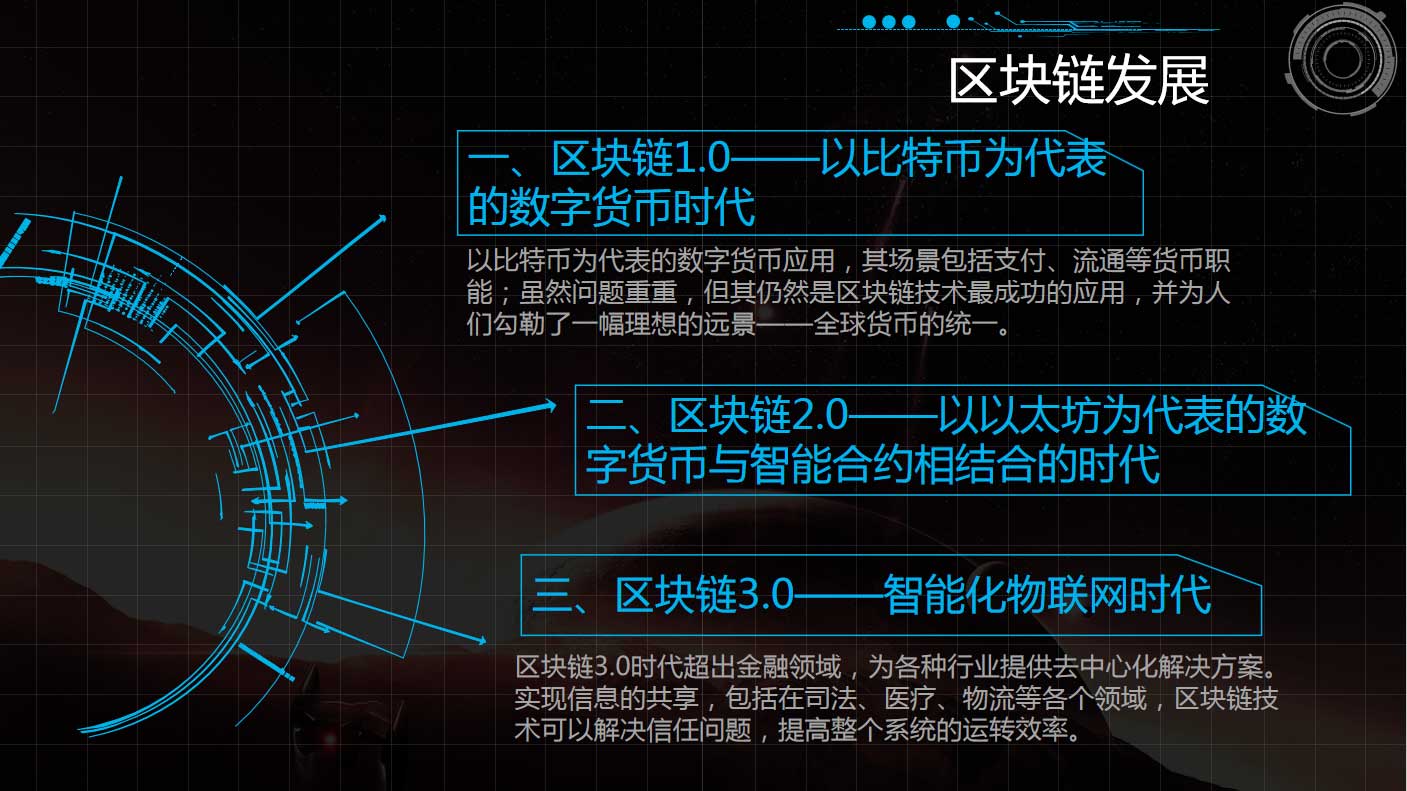 区块链发展
一、区块链1.0——以比特币为代表
的数字货币时代
以比特币为代表的数字货币应用，其场景包括支付、流通等货币职
能；虽然问题重重，但其仍然是区块链技术最成功的应用，并为人
们勾勒了一幅理想的远景——全球货币的统一。
二、区块链2.0——以以太坊为代表的数
字货币与智能合约相结合的时代
三、区块链3.0——智能化物联网时代
区块链3.0时代超出金融领域，为各种行业提供去中心化解决方案。
实现信息的共享，包括在司法、医疗、物流等各个领域，区块链技
术可以解决信任问题，提高整个系统的运转效率。